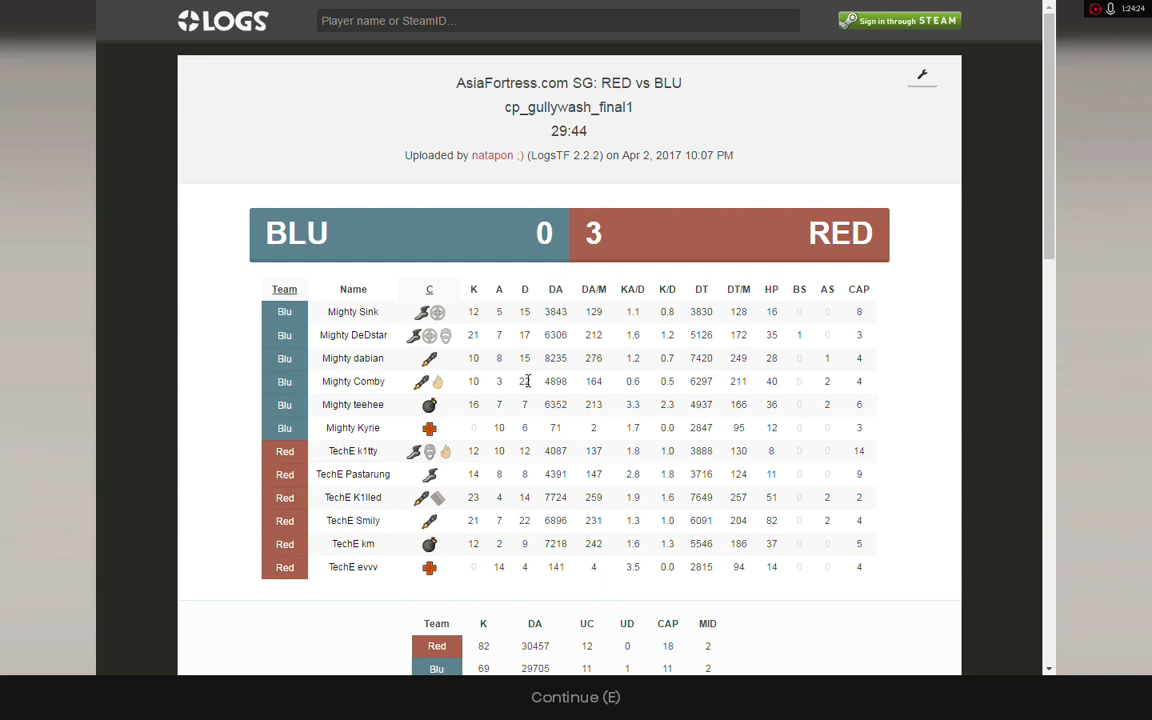 LOGS
Player name or SteamID...
Sign in through STEAM
1:24:24
AsiaFortress.com SG: RED vs BLU
cp_gullywash_final1
29:44
Uploaded by natapon ;) (LogsTF 2.2.2) on Apr 2, 2017 10:07 PM
BLU 0 3 RED
Team Name C K A D DA DA/M KA/D K/D DT DT/M HP BS AS CAP
Blu Mighty Sink 12 5 15 3843 129 1.1 0.8 3830 128 16 0 0 8
Blu Mighty DeDstar 21 7 17 6306 212 1.6 1.2 5126 172 35 1 0 3
Blu Mighty dabian 10 8 15 8235 276 1.2 0.7 7420 249 28 0 1 4
Blu Mighty Comby 10 3 22 4898 164 0.6 0.5 6297 211 40 0 2 4
Blu Mighty teehee 16 7 7 6352 213 3.3 2.3 4937 166 36 0 2 6
Blu Mighty Kyrie 0 10 6 71 2 1.7 0.0 2847 95 12 0 0 3
Red TechE k1tty 12 10 12 4087 137 1.8 1.0 3888 130 8 0 0 14
Red TechE Pastarung 14 8 8 4391 147 2.8 1.8 3716 124 11 0 0 9
Red TechE K1lled 23 4 14 7724 259 1.9 1.6 7649 257 51 0 2 2
Red TechE Smily 21 7 22 6896 231 1.3 1.0 6091 204 82 0 2 4
Red TechE km 12 2 9 7218 242 1.6 1.3 5546 186 37 0 0 5
Red TechE evvv 0 14 4 141 4 3.5 0.0 2815 94 14 0 0 4
Team K DA UC UD CAP MID
Red 82 30457 12 0 18 2
Blu 69 29705 11 1 11 2
Continue (E)